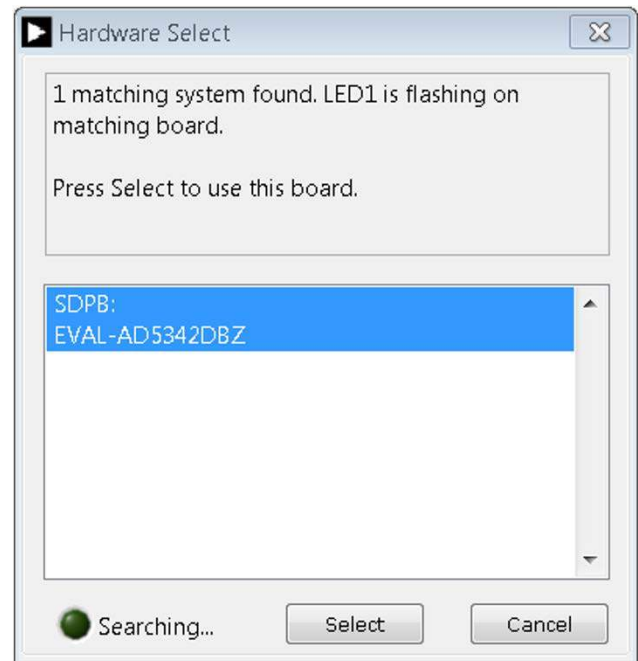 Hardware Select
1 matching system found. LED1 is flashing on
matching board.
Press Select to use this board.
SDPB:
EVAL-AD5342DBZ
Searching...
Select
Cancel